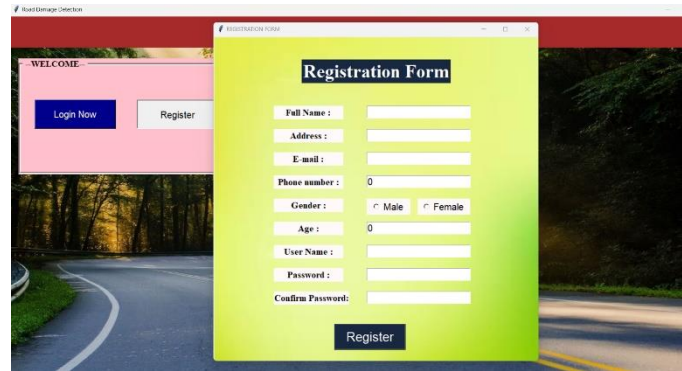 Road Damage Detection
REGISTRATION FORM
--WELCOME--
Login Now
Register
Registration Form
Full Name :
Address :
E-mail :
Phone number : 0
Gender : Male Female
Age : 0
User Name :
Password :
Confirm Password:
Register